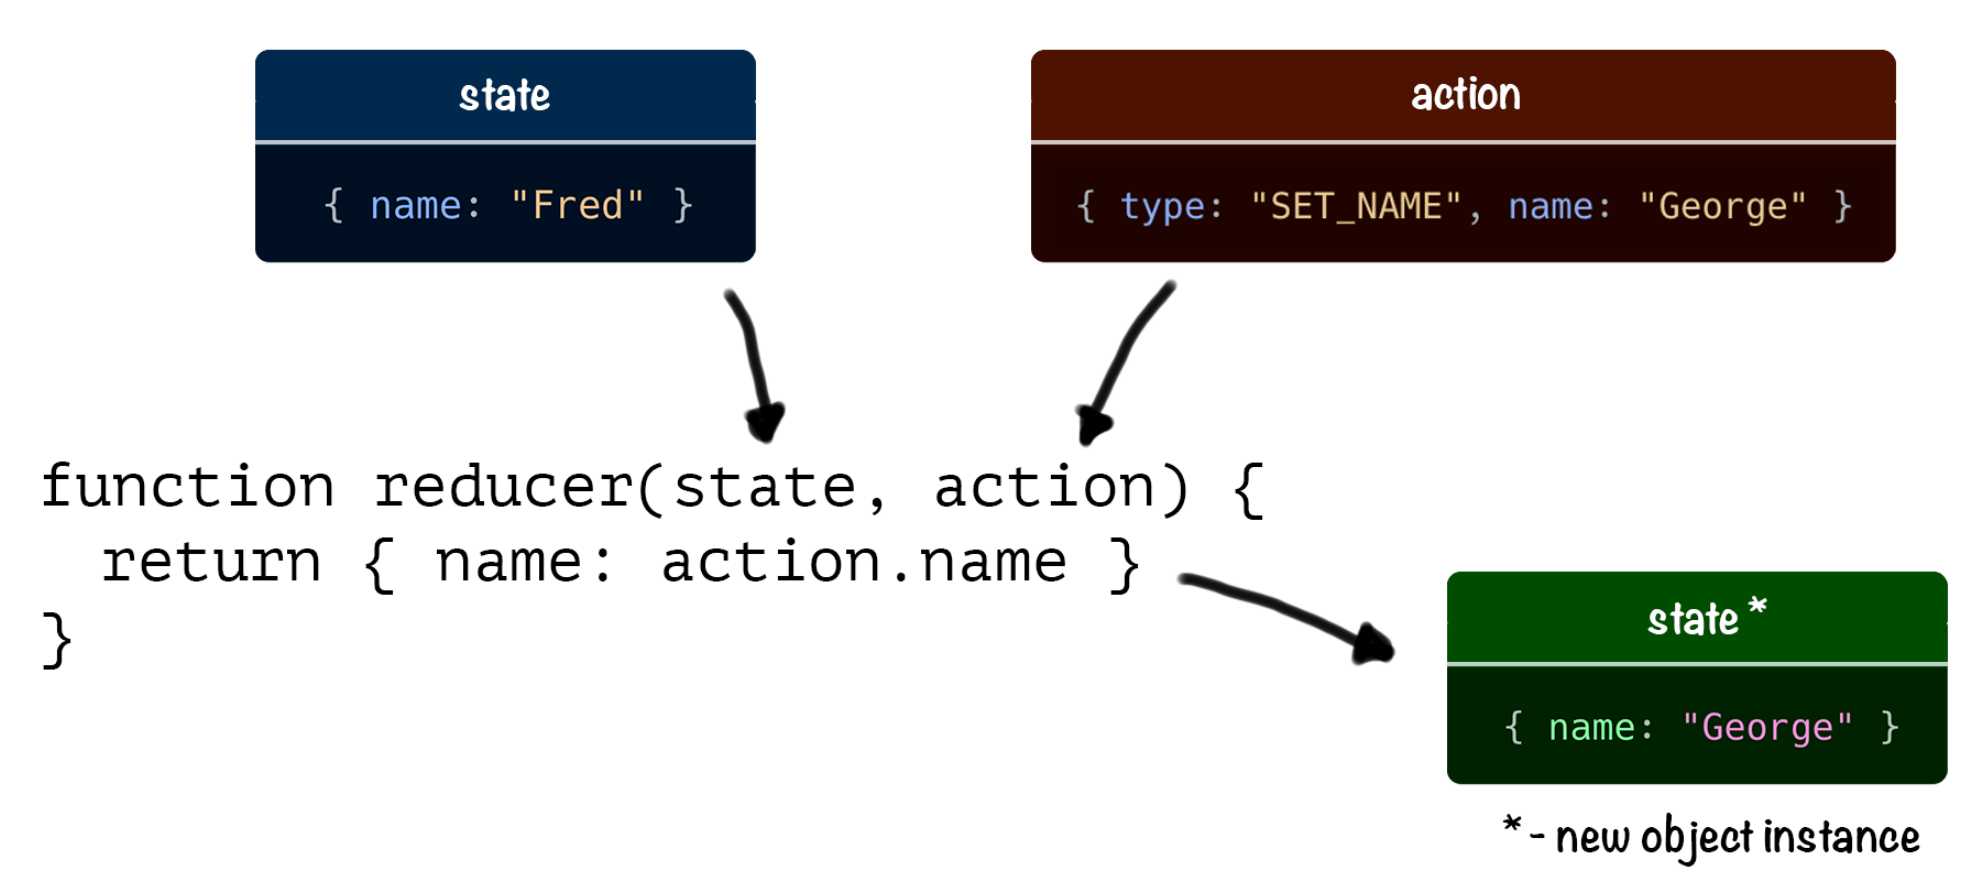 state
{ name: "Fred" }
action
{ type: "SET_NAME", name: "George" }
function reducer(state, action) {
  return { name: action.name }
}
state *
{ name: "George" }
* - new object instance